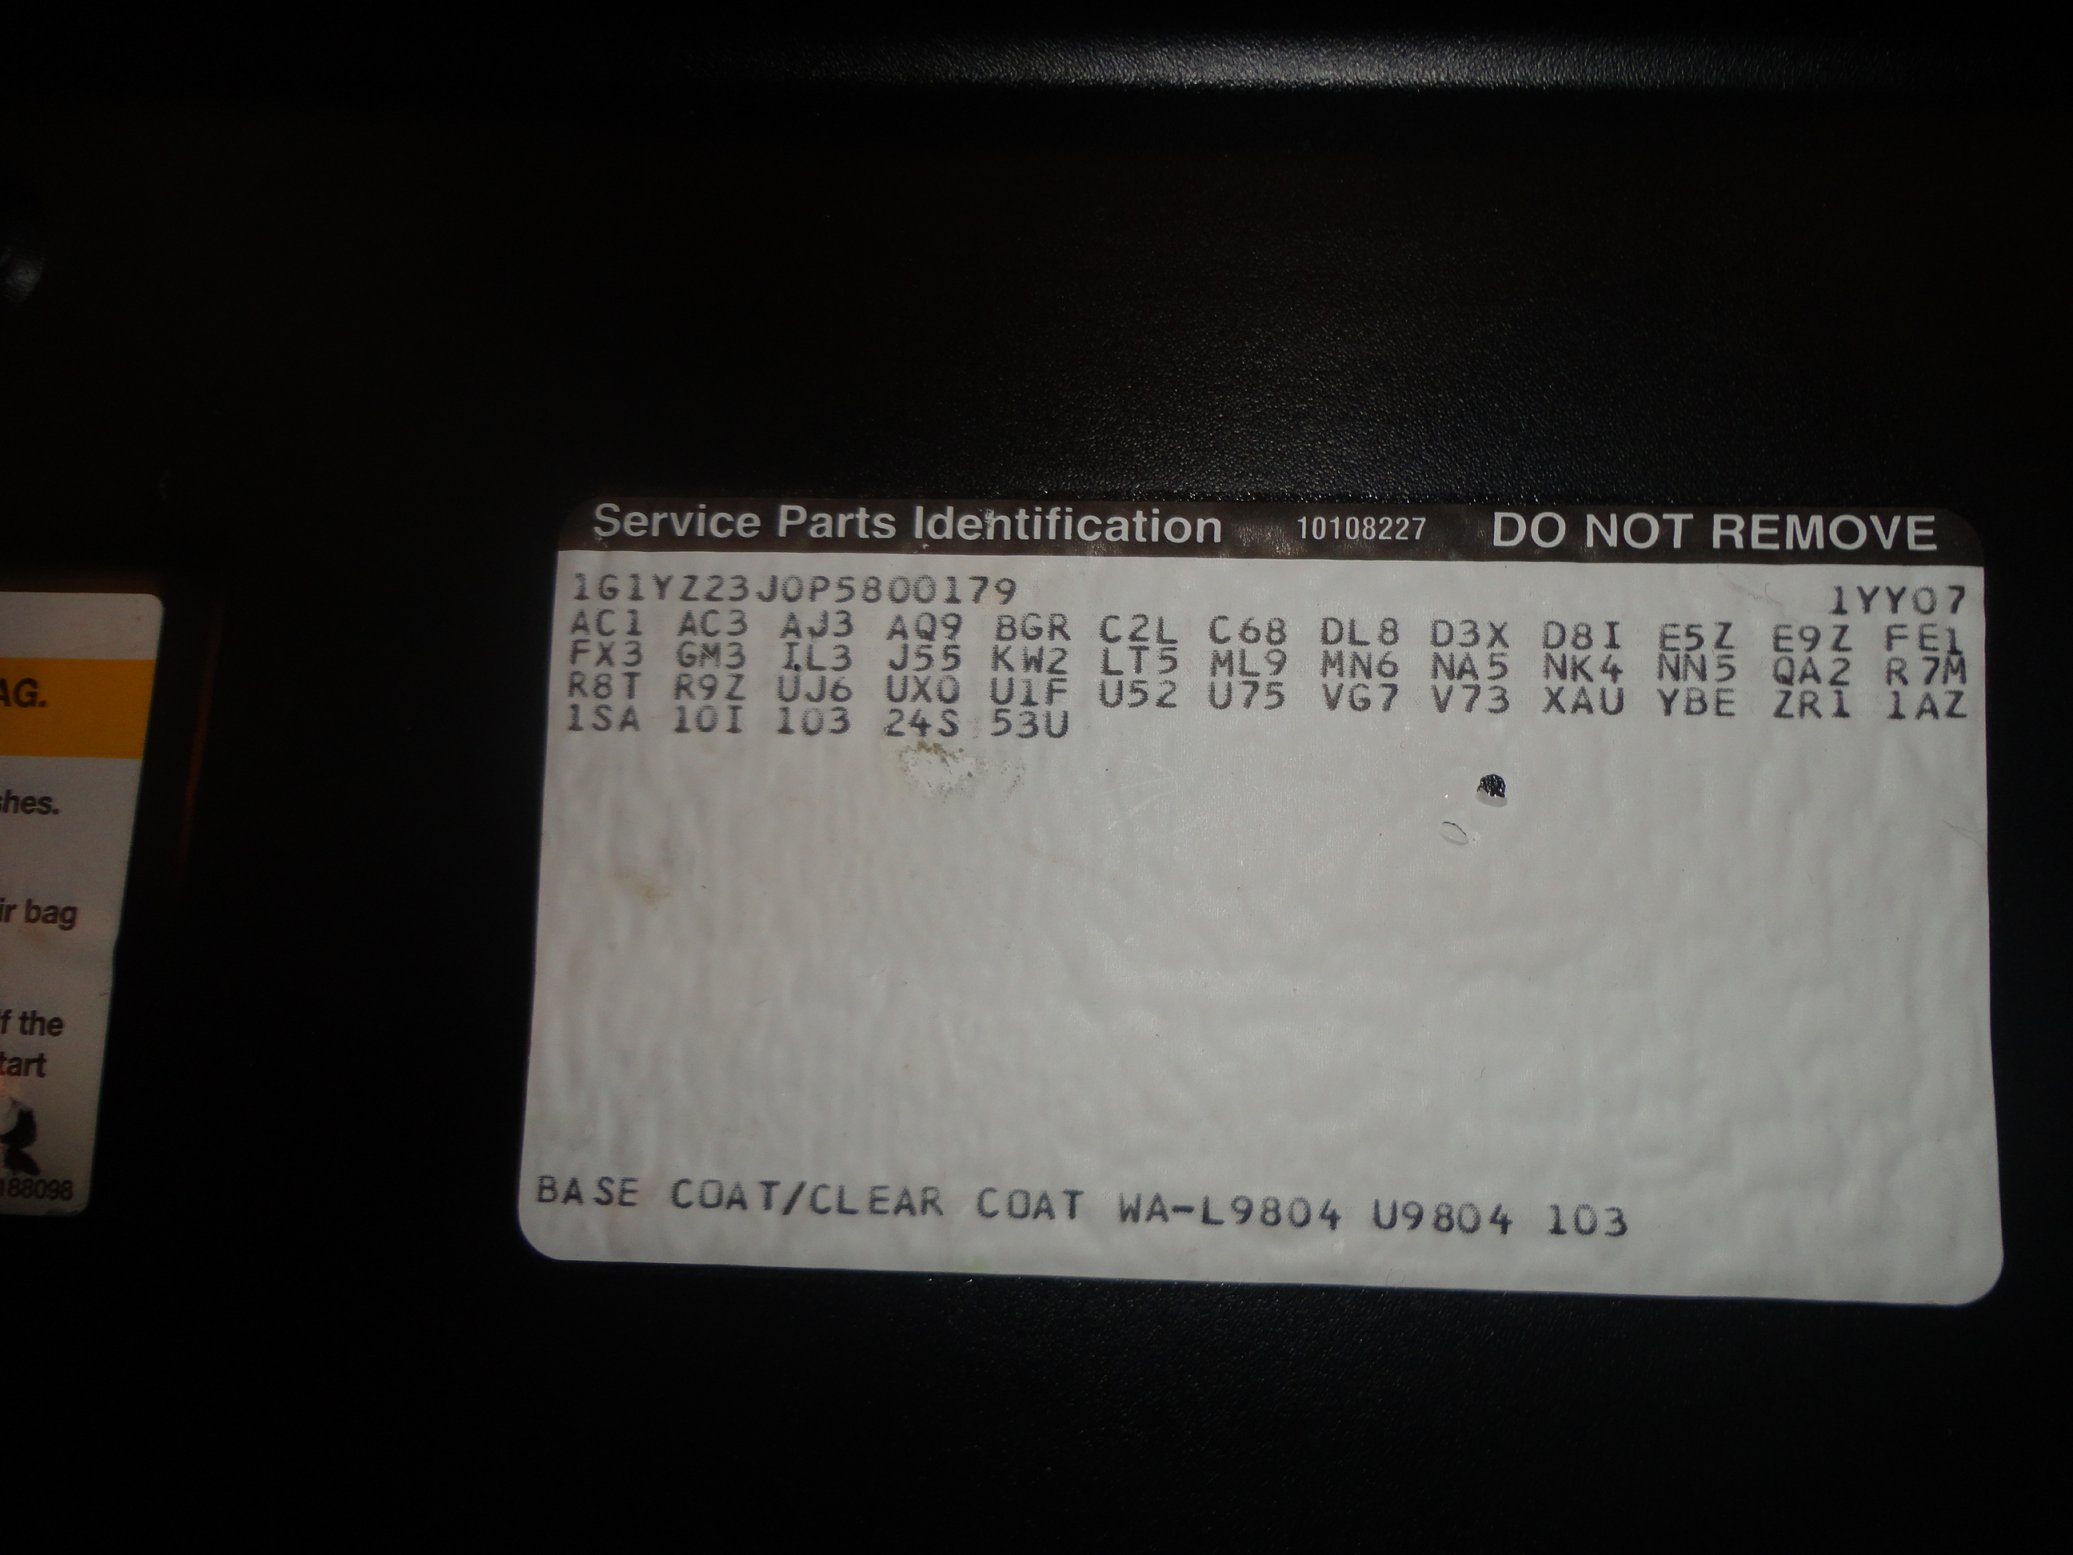 Service Parts Identification 10108227 DO NOT REMOVE
1G1YZ23J0P5800179 1YY07
AC1 AC3 AJ3 AQ9 BGR C2L C68 DL8 D3X D8I E5Z E9Z FE1
FX3 GM3 IL3 J55 KW2 LT5 ML9 MN6 NA5 NK4 NN5 QA2 R7M
R8T R9Z UJ6 UX0 U1F U52 U75 VG7 V73 XAU YBE ZR1 1AZ
1SA 10I 103 24S 53U
BASE COAT/CLEAR COAT WA-L9804 U9804 103
AG.
hes.
ir bag
f the
tart
188098